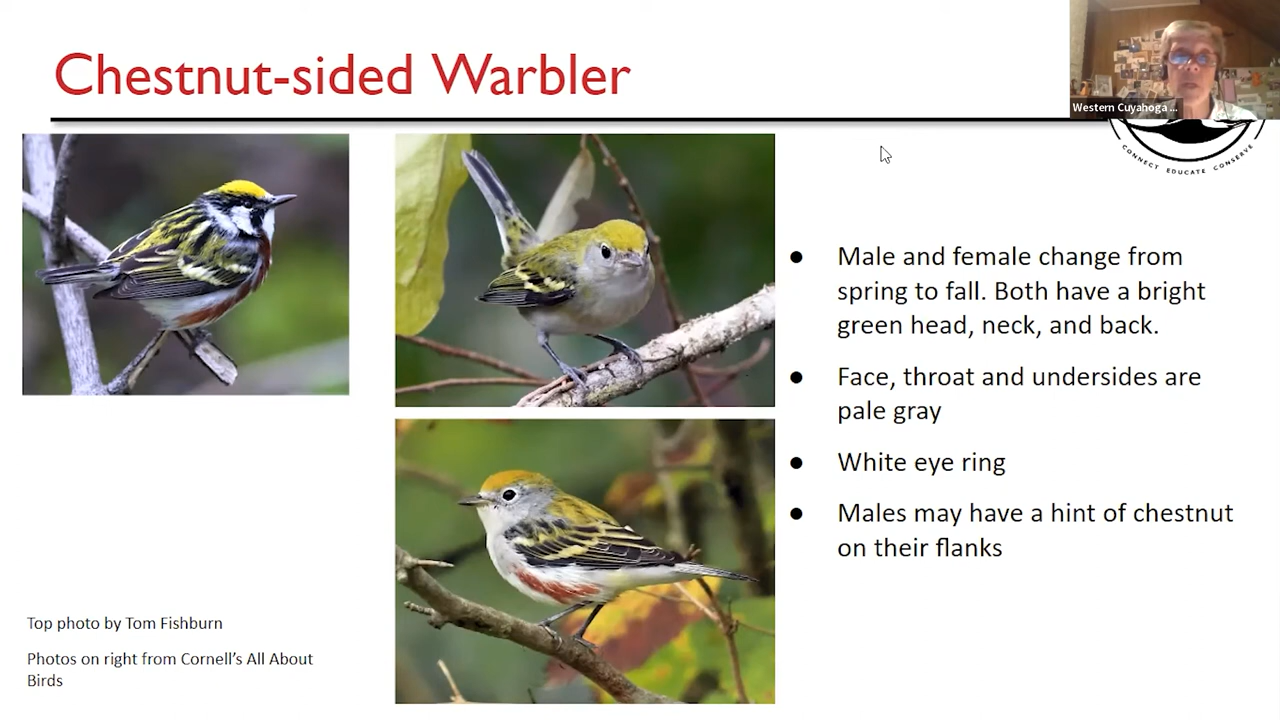 Chestnut-sided Warbler
Western Cuyahoga ...
CONNECT EDUCATE CONSERVE
● Male and female change from
spring to fall. Both have a bright
green head, neck, and back.
● Face, throat and undersides are
pale gray
● White eye ring
● Males may have a hint of chestnut
on their flanks
Top photo by Tom Fishburn
Photos on right from Cornell's All About
Birds